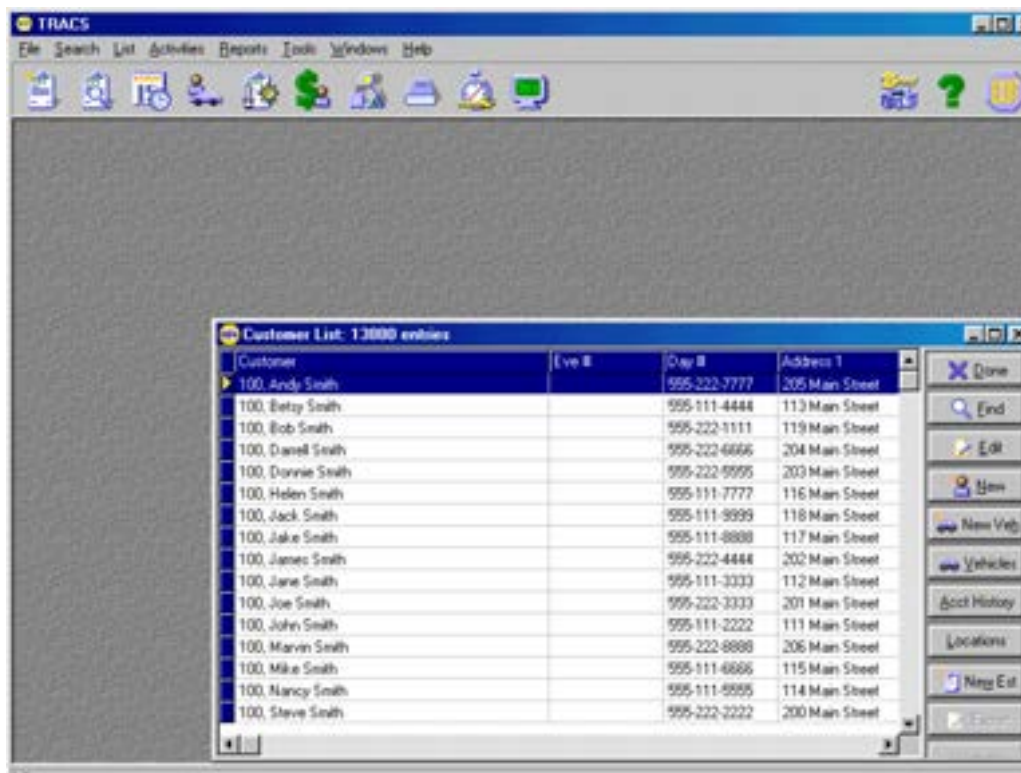 TRACS
File Search List Activities Reports Tools Windows Help
Customer List: 13000 entries
Customer Eve # Day # Address 1
100, Andy Smith 555-222-7777 205 Main Street
100, Betsy Smith 555-111-4444 113 Main Street
100, Bob Smith 555-222-1111 119 Main Street
100, Darrell Smith 555-222-6666 204 Main Street
100, Donnie Smith 555-222-5555 203 Main Street
100, Helen Smith 555-111-7777 116 Main Street
100, Jack Smith 555-111-9999 118 Main Street
100, Jake Smith 555-111-8888 117 Main Street
100, James Smith 555-222-4444 202 Main Street
100, Jane Smith 555-111-3333 112 Main Street
100, Joe Smith 555-222-3333 201 Main Street
100, John Smith 555-111-2222 111 Main Street
100, Marvin Smith 555-222-8888 206 Main Street
100, Mike Smith 555-111-6666 115 Main Street
100, Nancy Smith 555-111-5555 114 Main Street
100, Steve Smith 555-222-2222 200 Main Street
Done
Find
Edit
New
New Veh
Vehicles
Acct History
Locations
New Est